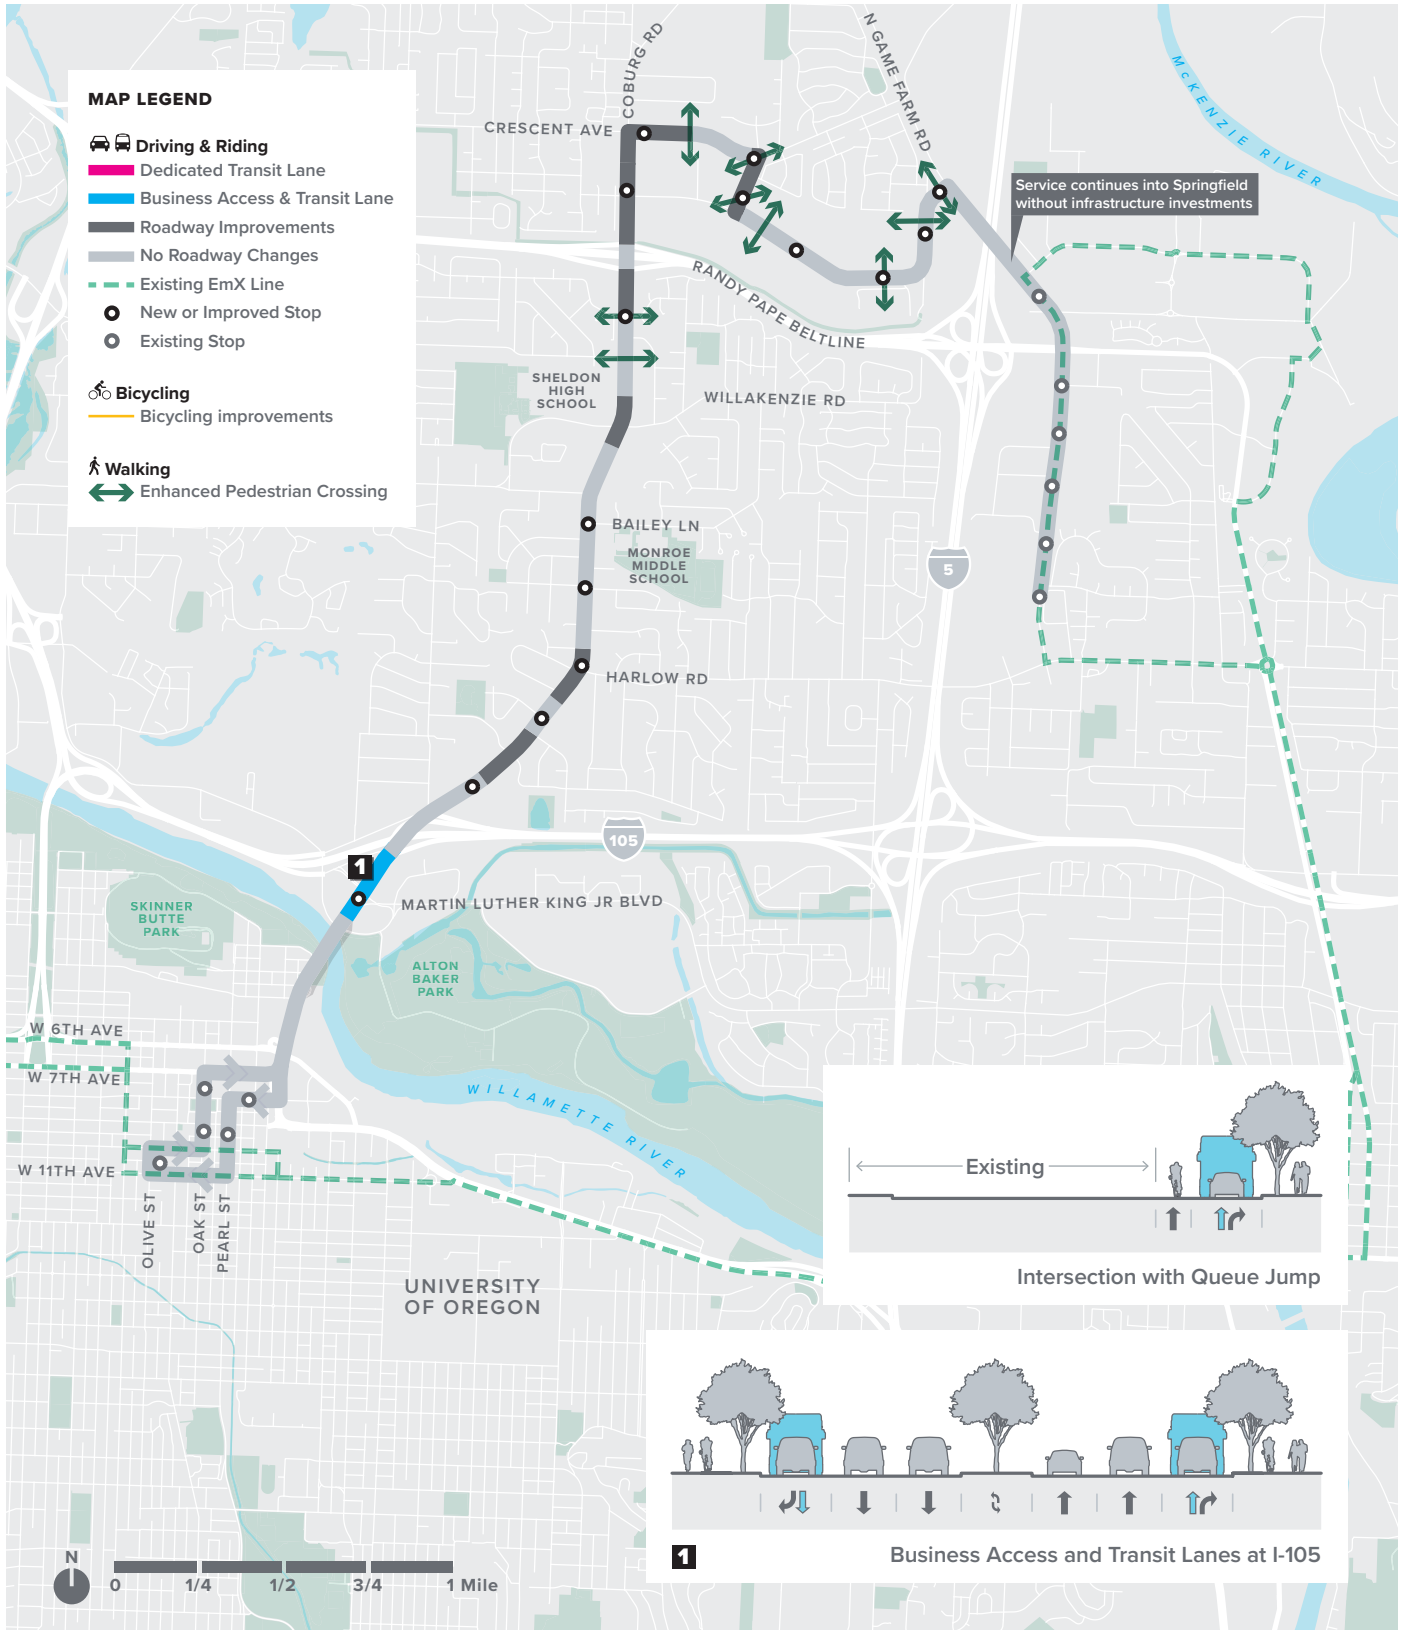 MAP LEGEND
Driving & Riding
Dedicated Transit Lane
Business Access & Transit Lane
Roadway Improvements
No Roadway Changes
Existing EmX Line
New or Improved Stop
Existing Stop
Bicycling
Bicycling improvements
Walking
Enhanced Pedestrian Crossing
COBURG RD
CRESCENT AVE
N GAME FARM RD
McKENZIE RIVER
Service continues into Springfield
without infrastructure investments
RANDY PAPE BELTLINE
SHELDON
HIGH
SCHOOL
WILLAKENZIE RD
BAILEY LN
MONROE
MIDDLE
SCHOOL
5
HARLOW RD
105
1
MARTIN LUTHER KING JR BLVD
SKINNER
BUTTE
PARK
ALTON
BAKER
PARK
W 6TH AVE
W 7TH AVE
WILLAMETTE RIVER
W 11TH AVE
OLIVE ST
OAK ST
PEARL ST
UNIVERSITY
OF OREGON
Existing
Intersection with Queue Jump
1
Business Access and Transit Lanes at I-105
N
0 1/4 1/2 3/4 1 Mile